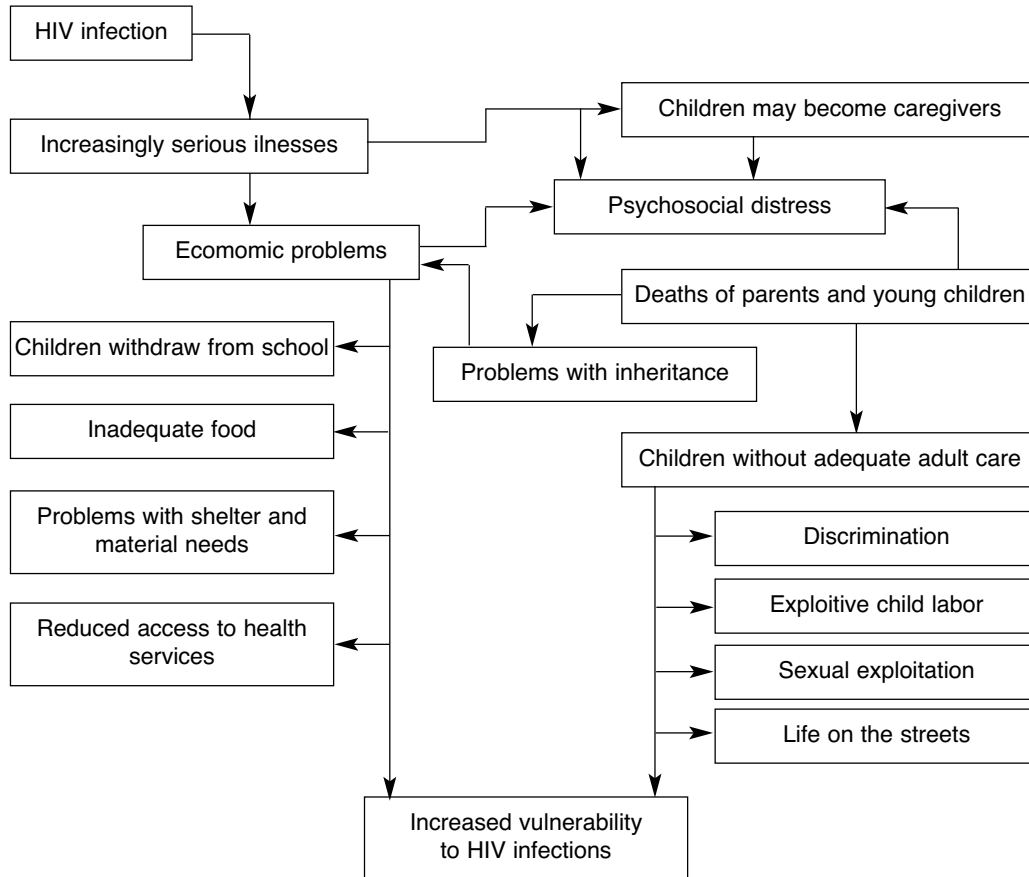 HIV infection
Children may become caregivers
Increasingly serious ilnesses
Psychosocial distress
Ecomomic problems
Deaths of parents and young children
Children withdraw from school
Problems with inheritance
Inadequate food
Children without adequate adult care
Problems with shelter and
material needs
Discrimination
Exploitive child labor
Reduced access to health
services
Sexual exploitation
Life on the streets
Increased vulnerability
to HIV infections